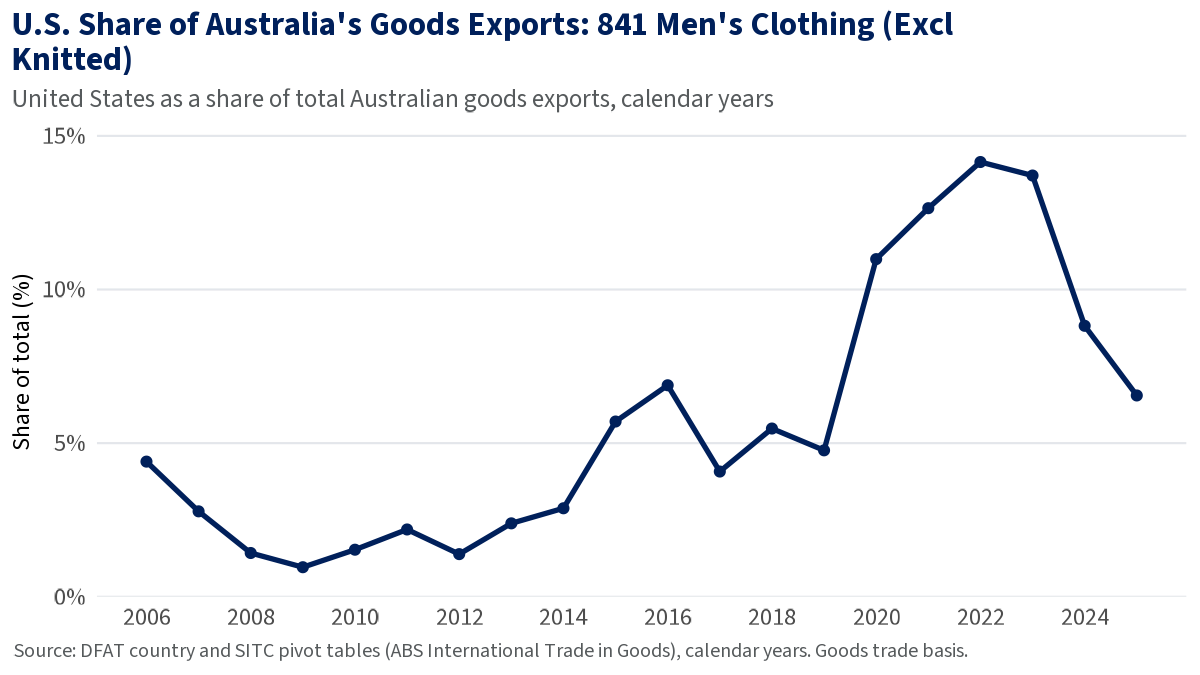 U.S. Share of Australia's Goods Exports: 841 Men's Clothing (Excl
Knitted)
United States as a share of total Australian goods exports, calendar years
Share of total (%)
15%
10%
5%
0%
2006 2008 2010 2012 2014 2016 2018 2020 2022 2024
Source: DFAT country and SITC pivot tables (ABS International Trade in Goods), calendar years. Goods trade basis.